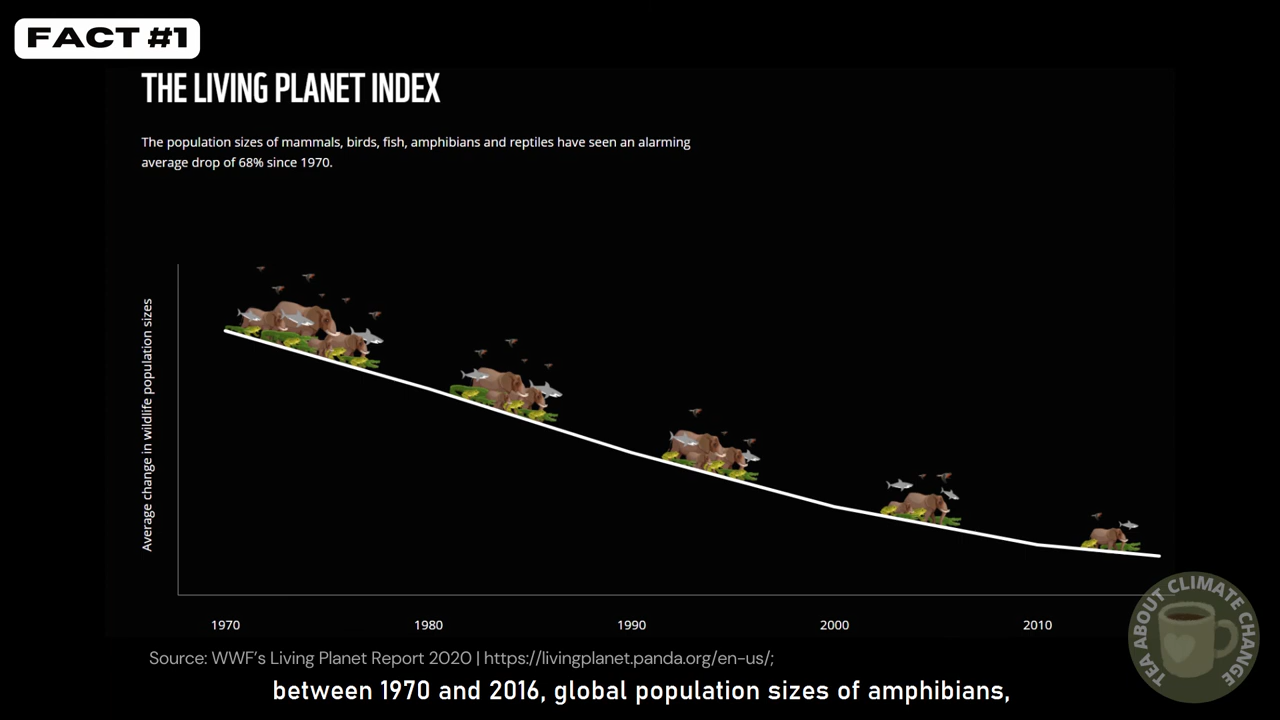 FACT #1
THE LIVING PLANET INDEX
The population sizes of mammals, birds, fish, amphibians and reptiles have seen an alarming
average drop of 68% since 1970.
Average change in wildlife population sizes
1970 1980 1990 2000 2010
Source: WWF's Living Planet Report 2020 | https://livingplanet.panda.org/en-us/;
TEA ABOUT CLIMATE CHANGE
between 1970 and 2016, global population sizes of amphibians,